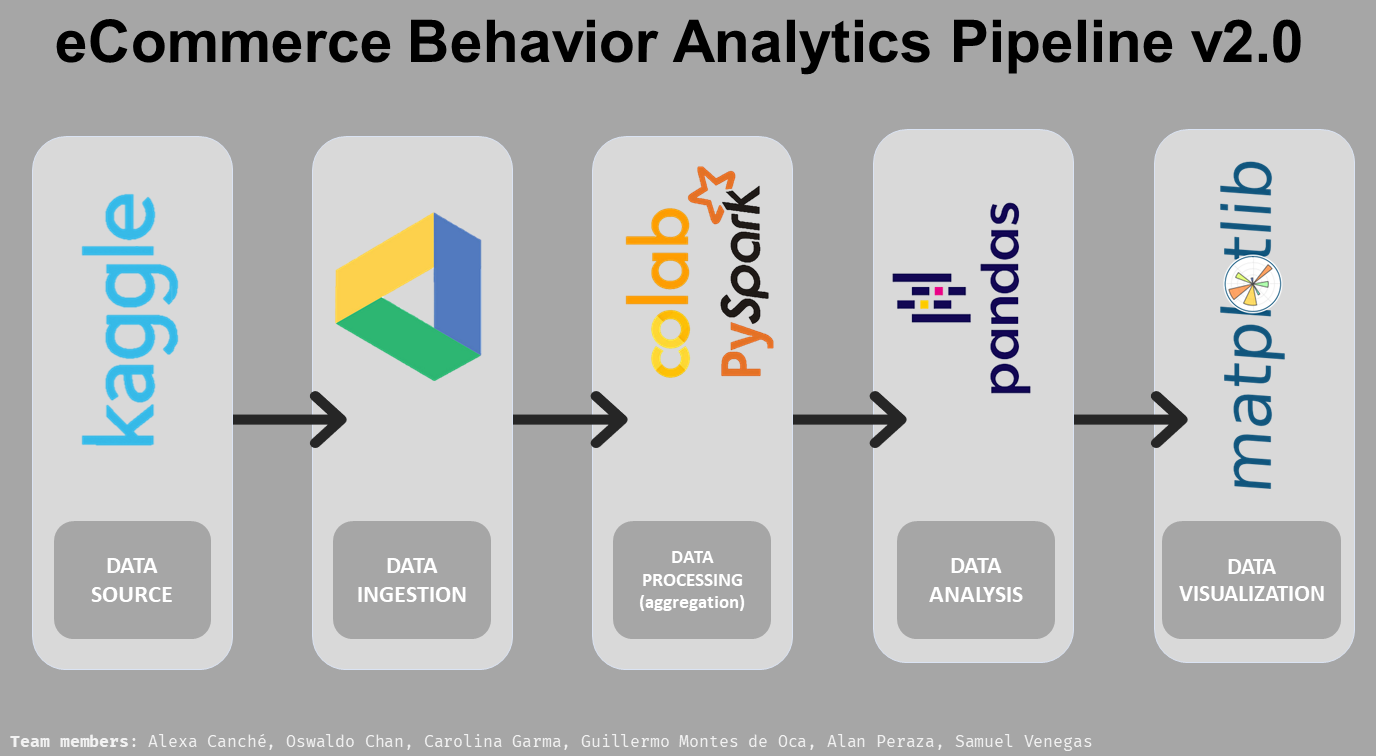 eCommerce Behavior Analytics Pipeline v2.0
kaggle
colab
PySpark
pandas
matplotlib
DATA
SOURCE
DATA
INGESTION
DATA
PROCESSING
(aggregation)
DATA
ANALYSIS
DATA
VISUALIZATION
Team members: Alexa Canché, Oswaldo Chan, Carolina Garma, Guillermo Montes de Oca, Alan Peraza, Samuel Venegas